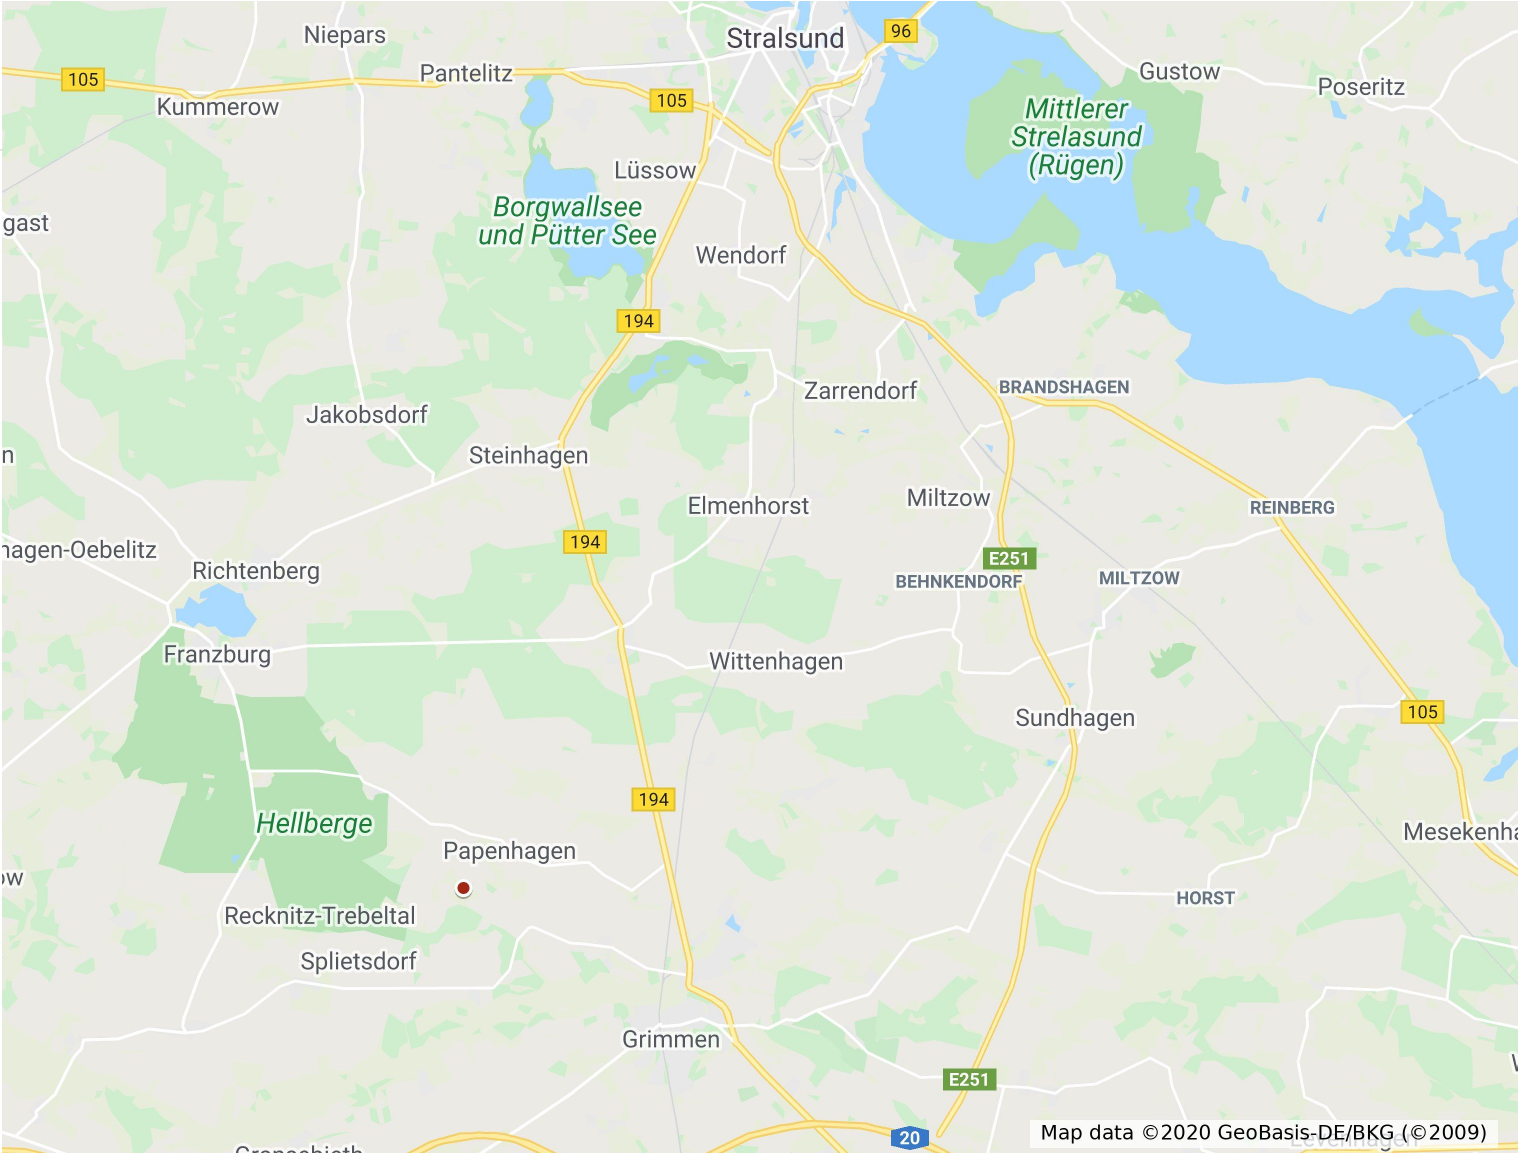 Niepars
Stralsund
96
105
Pantelitz
Gustow
Poseritz
Kummerow
105
Mittlerer
Strelasund
(Rügen)
Lüssow
gast
Borgwallsee
und Pütter See
Wendorf
194
Zarrendorf
BRANDSHAGEN
Jakobsdorf
n
Steinhagen
Miltzow
Elmenhorst
REINBERG
194
hagen-Oebelitz
E251
Richtenberg
BEHNKENDORF
MILTZOW
Franzburg
Wittenhagen
Sundhagen
105
194
Hellberge
Mesekenha
Papenhagen
ow
HORST
Recknitz-Trebeltal
Splietsdorf
Grimmen
E251
20
Map data ©2020 GeoBasis-DE/BKG (©2009)